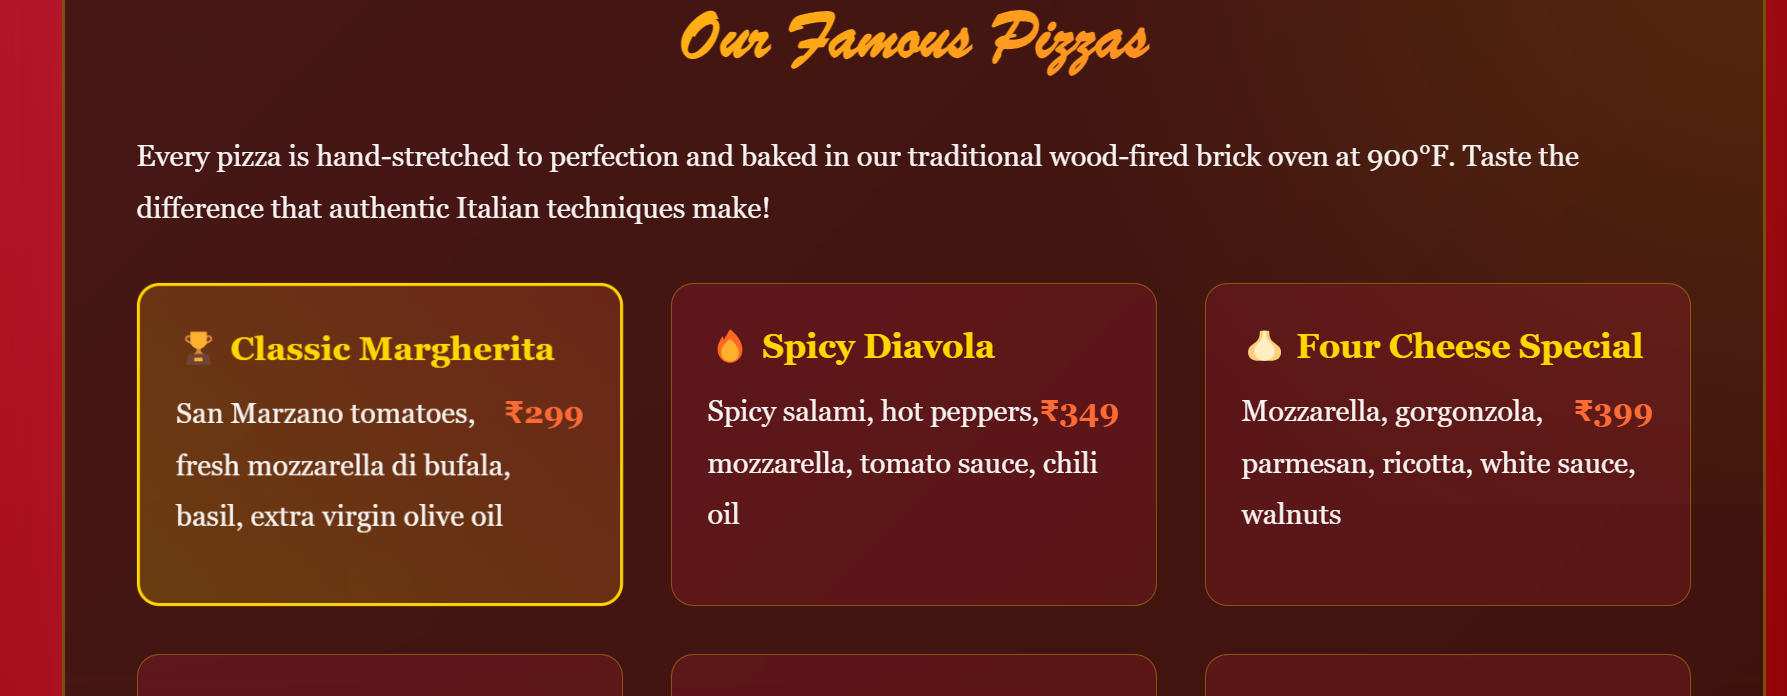 Our Famous Pizzas
Every pizza is hand-stretched to perfection and baked in our traditional wood-fired brick oven at 900°F. Taste the
difference that authentic Italian techniques make!
Classic Margherita
San Marzano tomatoes, ₹299
fresh mozzarella di bufala,
basil, extra virgin olive oil
Spicy Diavola
Spicy salami, hot peppers,₹349
mozzarella, tomato sauce, chili
oil
Four Cheese Special
Mozzarella, gorgonzola, ₹399
parmesan, ricotta, white sauce,
walnuts